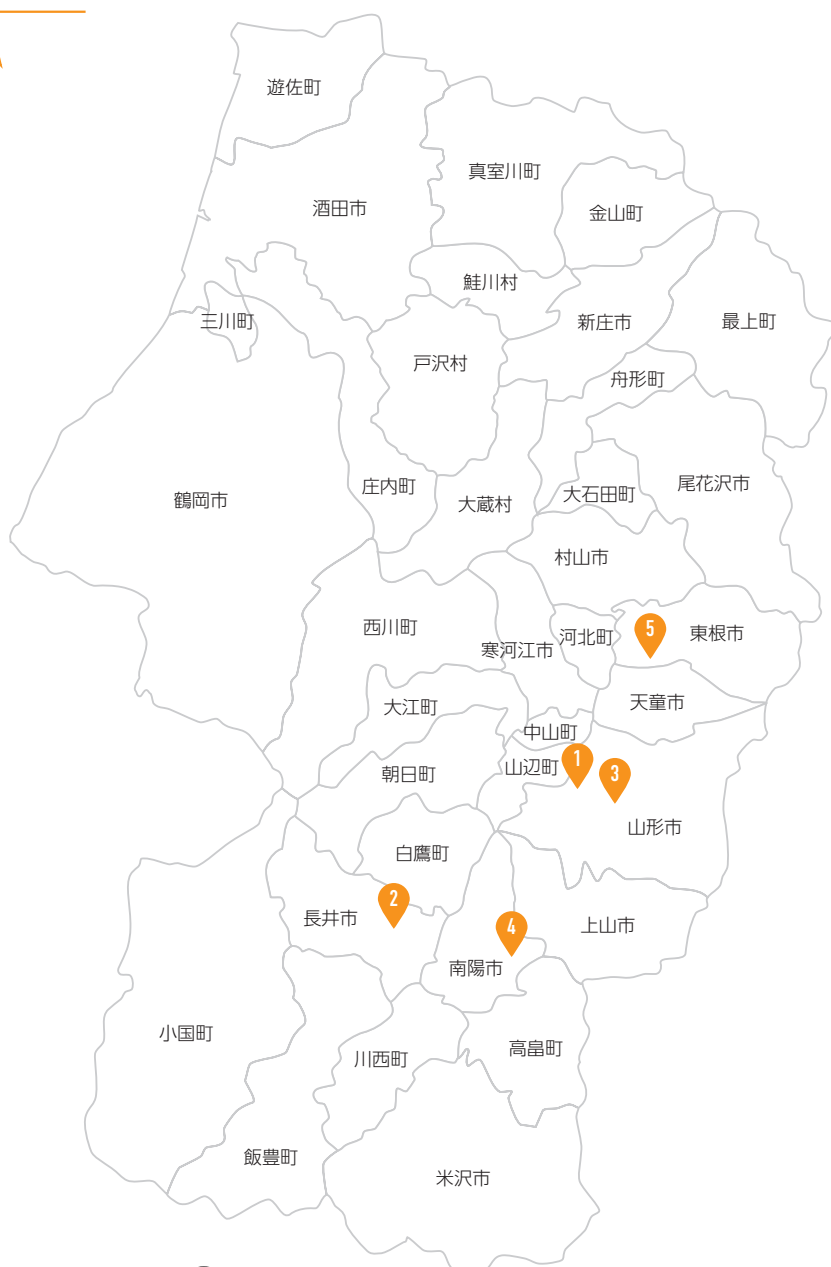 遊佐町
真室川町
酒田市
金山町
鮭川村
三川町
新庄市
最上町
戸沢村
舟形町
鶴岡市
庄内町
大蔵村
大石田町
尾花沢市
村山市
西川町
寒河江市
河北町
5
東根市
大江町
天童市
中山町
朝日町
山辺町
1
3
山形市
白鷹町
2
長井市
4
上山市
南陽市
小国町
川西町
高畠町
飯豊町
米沢市